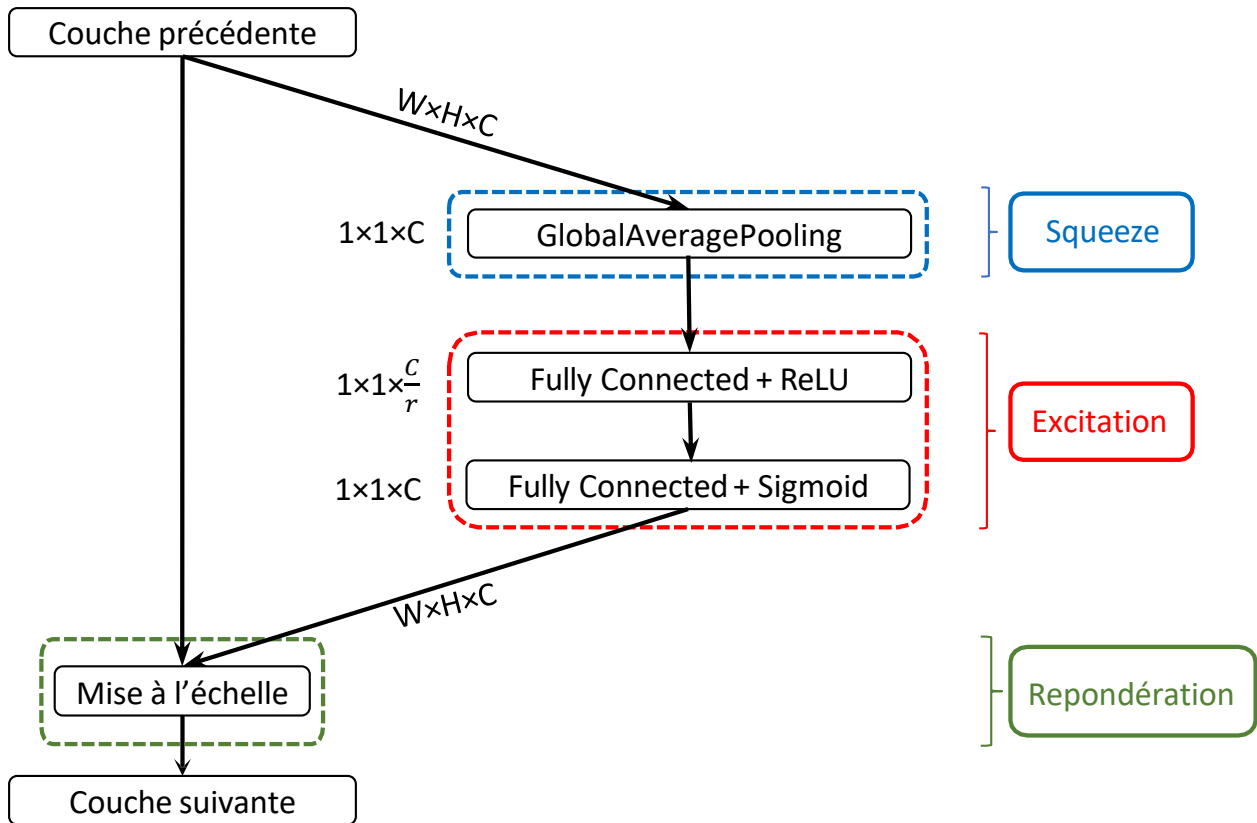 Couche précédente
W×H×C
1×1×C
GlobalAveragePooling
Squeeze
1×1×C/r
Fully Connected + ReLU
Excitation
1×1×C
Fully Connected + Sigmoid
W×H×C
Mise à l’échelle
Repondération
Couche suivante